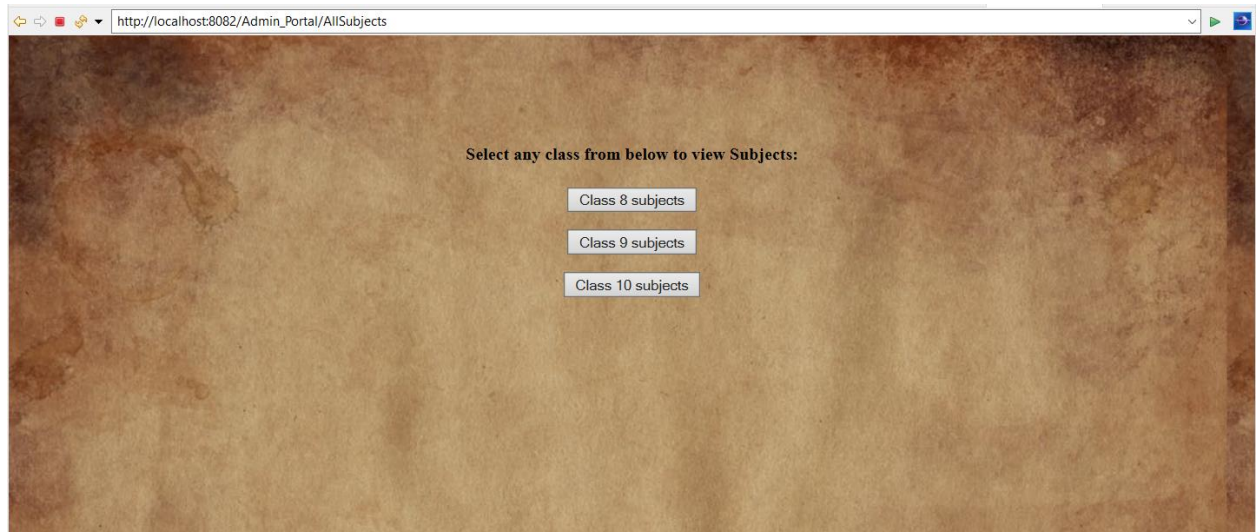 http://localhost:8082/Admin_Portal/AllSubjects
Select any class from below to view Subjects:
Class 8 subjects
Class 9 subjects
Class 10 subjects